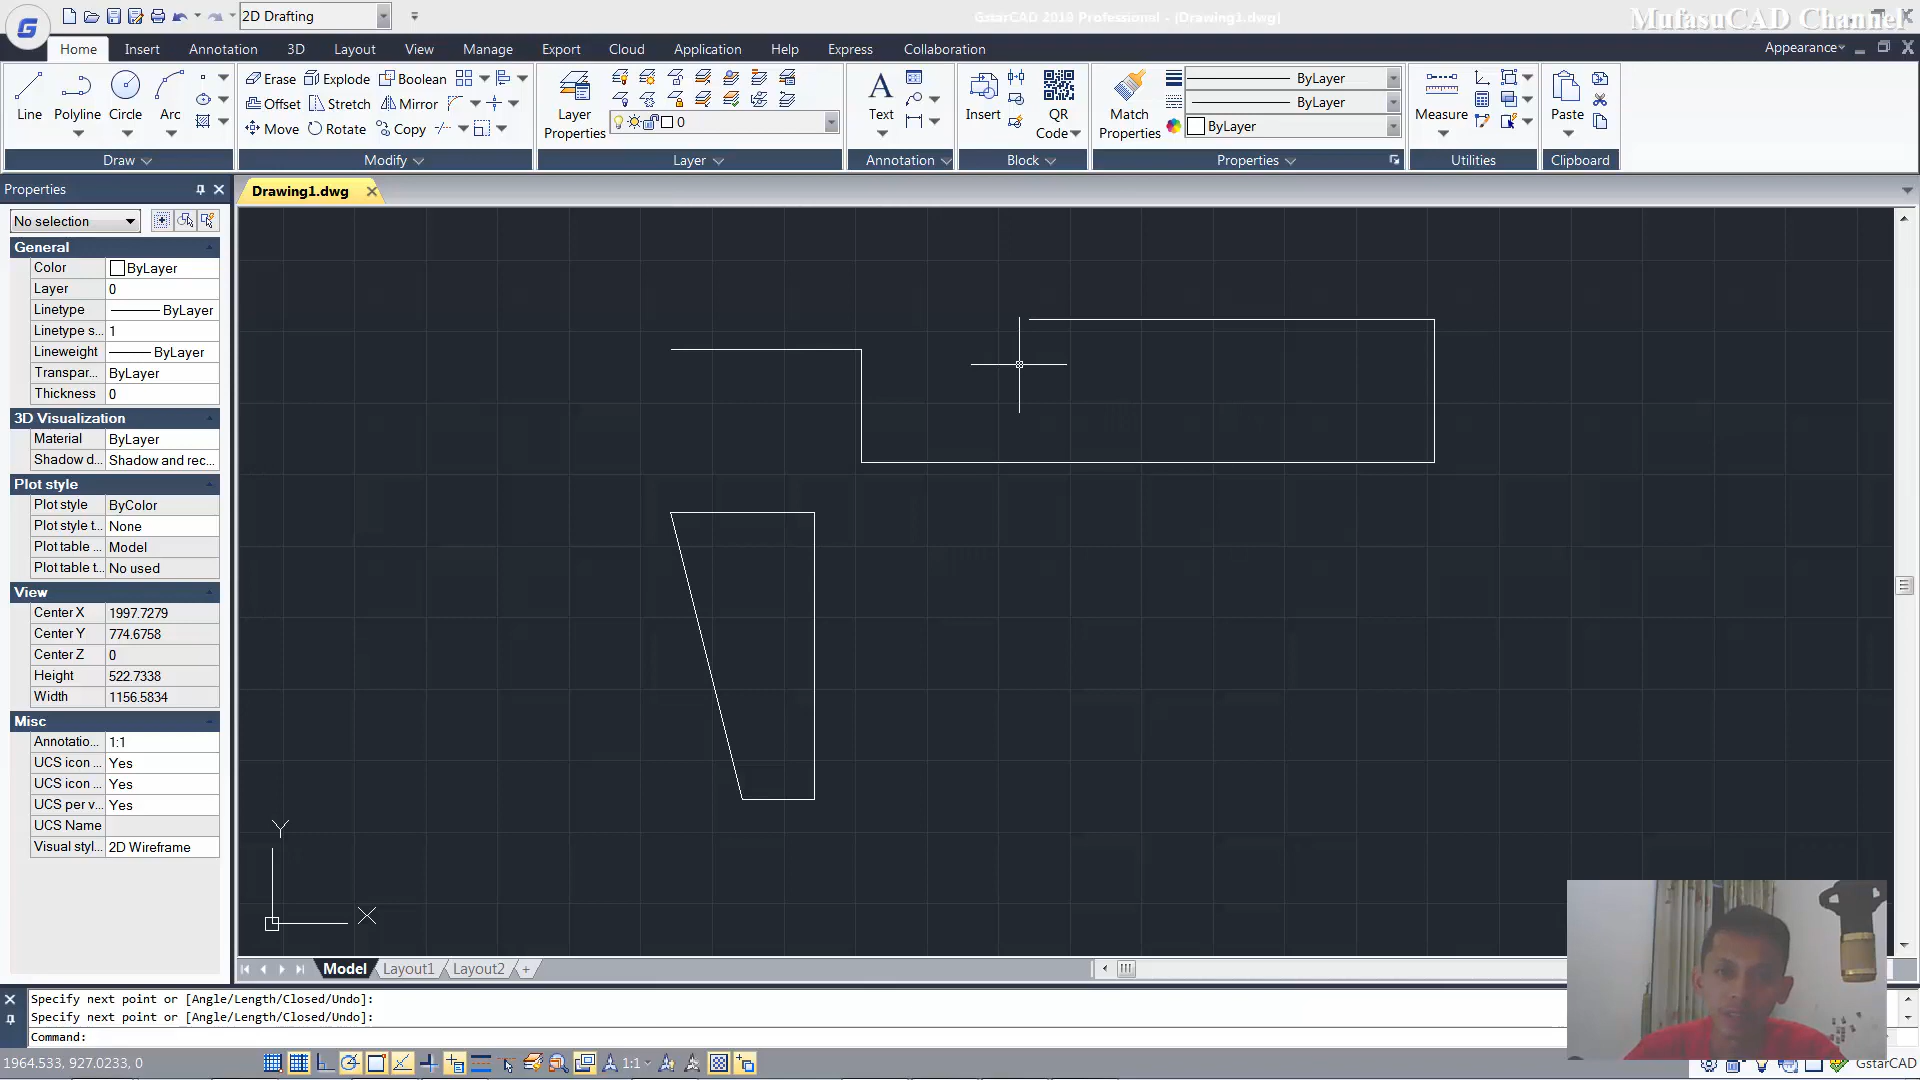 2D Drafting
GstarCAD 2019 Professional - [Drawing1.dwg]
MufasuCAD Channel
Home
Insert
Annotation
3D
Layout
View
Manage
Export
Cloud
Application
Help
Express
Collaboration
Appearance
Line
Polyline
Circle
Arc
Draw
Erase
Explode
Boolean
Offset
Stretch
Mirror
Move
Rotate
Copy
Modify
Layer
Properties
0
Layer
Text
Annotation
Insert
QR
Code
Block
Match
Properties
ByLayer
ByLayer
ByLayer
Properties
Measure
Utilities
Paste
Clipboard
Properties
Drawing1.dwg
No selection
General
Color ByLayer
Layer 0
Linetype ByLayer
Linetype s... 1
Lineweight ByLayer
Transpar... ByLayer
Thickness 0
3D Visualization
Material ByLayer
Shadow d... Shadow and rec...
Plot style
Plot style ByColor
Plot style t... None
Plot table ... Model
Plot table t... No used
View
Center X 1997.7279
Center Y 774.6758
Center Z 0
Height 522.7338
Width 1156.5834
Misc
Annotatio... 1:1
UCS icon ... Yes
UCS icon ... Yes
UCS per v... Yes
UCS Name
Visual styl... 2D Wireframe
Y
X
Model
Layout1
Layout2
+
Specify next point or [Angle/Length/Closed/Undo]:
Specify next point or [Angle/Length/Closed/Undo]:
Command:
1964.533, 927.0233, 0
1:1
GstarCAD